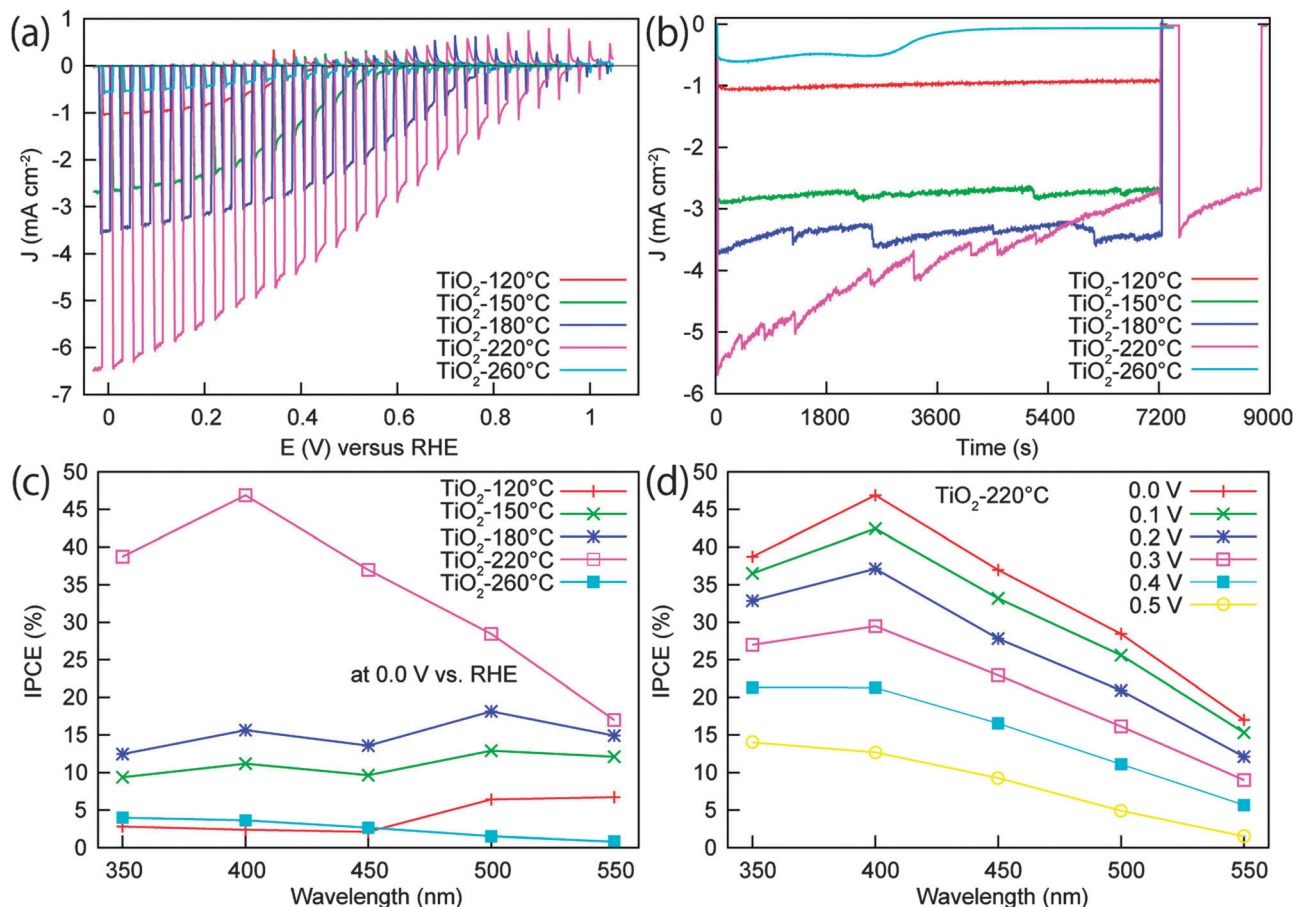 (a)
1
0
-1
-2
-3
-4
-5
-6
-7
J (mA cm⁻²)
TiO₂-120°C
TiO₂-150°C
TiO₂-180°C
TiO₂-220°C
TiO₂-260°C
0 0.2 0.4 0.6 0.8 1
E (V) versus RHE
(b)
0
-1
-2
-3
-4
-5
-6
J (mA cm⁻²)
TiO₂-120°C
TiO₂-150°C
TiO₂-180°C
TiO₂-220°C
TiO₂-260°C
0 1800 3600 5400 7200 9000
Time (s)
(c)
50
45
40
35
30
25
20
15
10
5
0
IPCE (%)
TiO₂-120°C
TiO₂-150°C
TiO₂-180°C
TiO₂-220°C
TiO₂-260°C
at 0.0 V vs. RHE
350 400 450 500 550
Wavelength (nm)
(d)
50
45
40
35
30
25
20
15
10
5
0
IPCE (%)
TiO₂-220°C
0.0 V
0.1 V
0.2 V
0.3 V
0.4 V
0.5 V
350 400 450 500 550
Wavelength (nm)